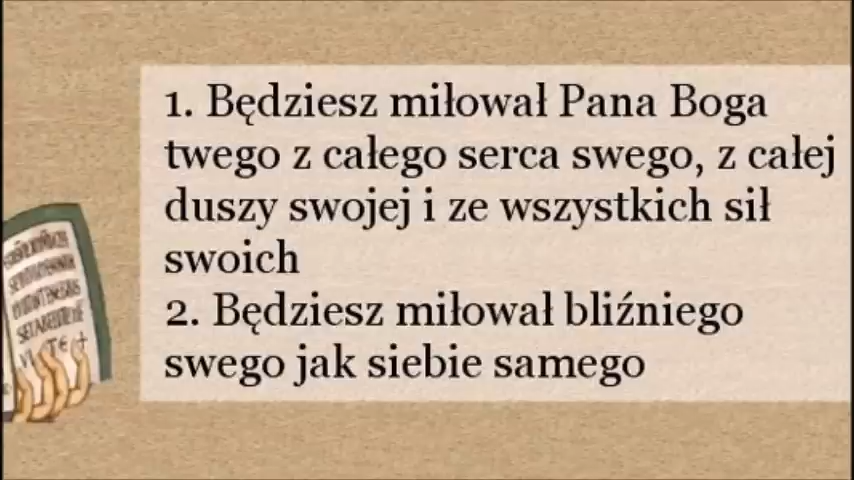 1. Będziesz miłował Pana Boga
twego z całego serca swego, z całej
duszy swojej i ze wszystkich sił
swoich
2. Będziesz miłował bliźniego
swego jak siebie samego